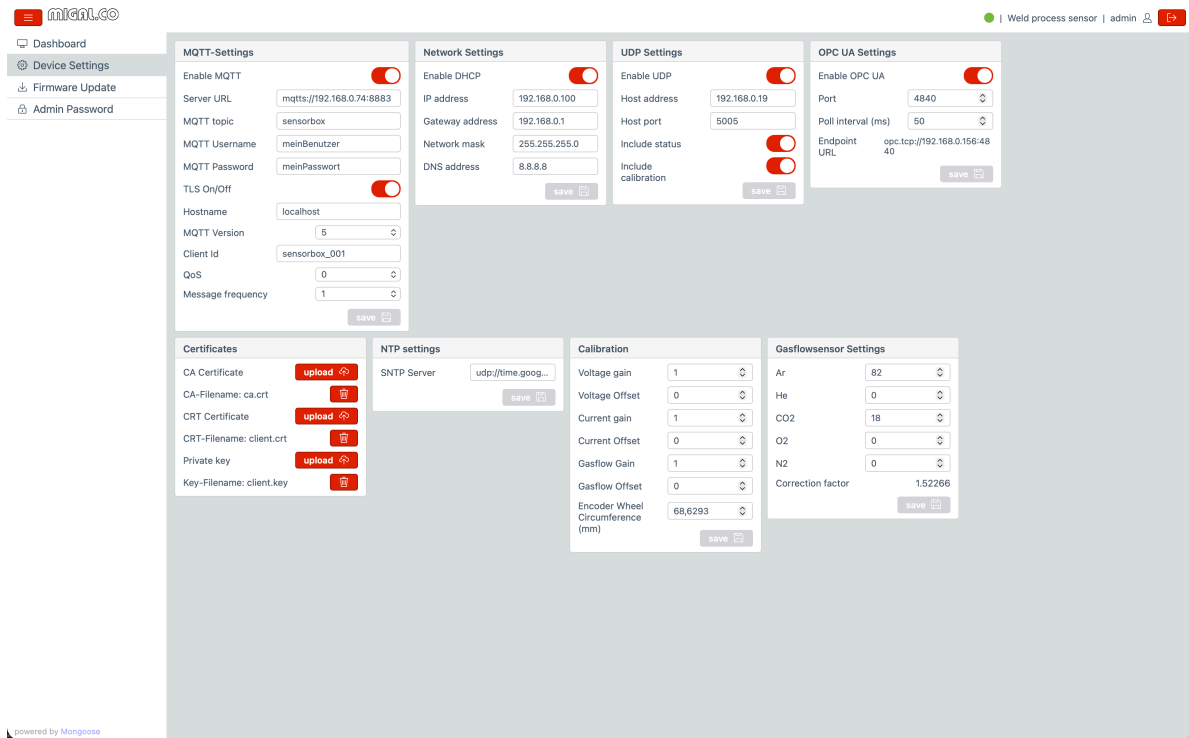 MIGAL.CO
| Weld process sensor | admin
Dashboard
Device Settings
Firmware Update
Admin Password
MQTT-Settings
Enable MQTT
Server URL mqtts://192.168.0.74:8883
MQTT topic sensorbox
MQTT Username meinBenutzer
MQTT Password meinPasswort
TLS On/Off
Hostname localhost
MQTT Version 5
Client Id sensorbox_001
QoS 0
Message frequency 1
save
Network Settings
Enable DHCP
IP address 192.168.0.100
Gateway address 192.168.0.1
Network mask 255.255.255.0
DNS address 8.8.8.8
save
UDP Settings
Enable UDP
Host address 192.168.0.19
Host port 5005
Include status
Include
calibration
save
OPC UA Settings
Enable OPC UA
Port 4840
Poll interval (ms) 50
Endpoint opc.tcp://192.168.0.156:48
URL 40
save
Certificates
CA Certificate upload
CA-Filename: ca.crt
CRT Certificate upload
CRT-Filename: client.crt
Private key upload
Key-Filename: client.key
NTP settings
SNTP Server udp://time.goog...
save
Calibration
Voltage gain 1
Voltage Offset 0
Current gain 1
Current Offset 0
Gasflow Gain 1
Gasflow Offset 0
Encoder Wheel
Circumference 68,6293
(mm)
save
Gasflowsensor Settings
Ar 82
He 0
CO2 18
O2 0
N2 0
Correction factor 1.52266
save
powered by Mongoose